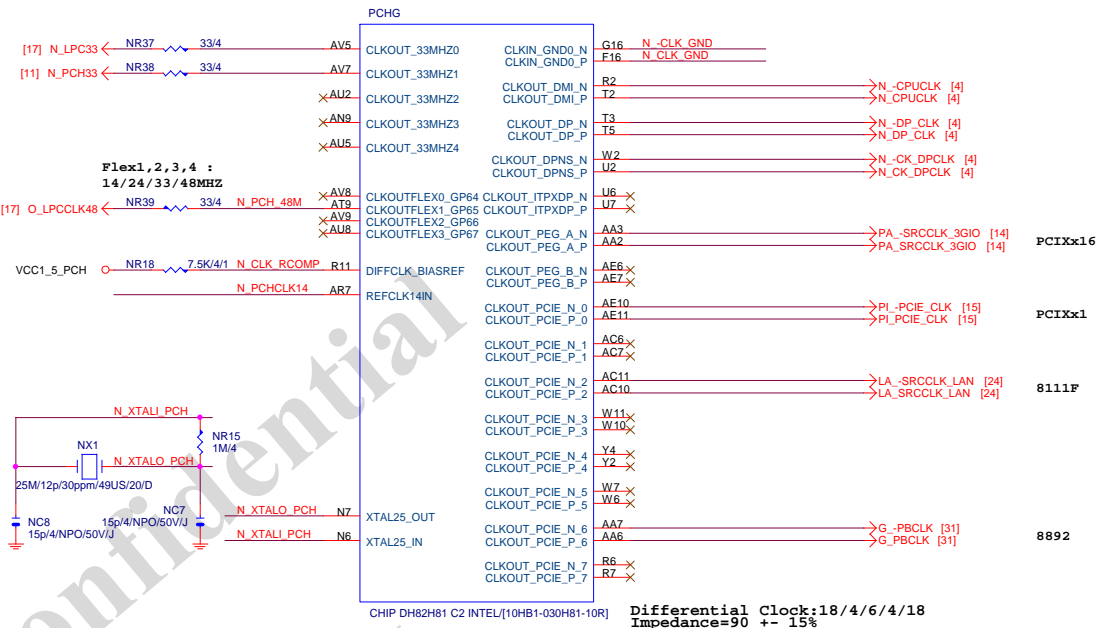 PCHG
[17] N_LPC33 NR37 33/4 AV5 CLKOUT_33MHZ0 CLKIN_GND0_N G16 N_-CLK_GND
CLKIN_GND0_P F16 N_CLK_GND
[11] N_PCH33 NR38 33/4 AV7 CLKOUT_33MHZ1
CLKOUT_DMI_N R2 N_-CPUCLK [4]
AU2 CLKOUT_33MHZ2 CLKOUT_DMI_P T2 N_CPUCLK [4]
AN9 CLKOUT_33MHZ3 CLKOUT_DP_N T3 N_-DP_CLK [4]
CLKOUT_DP_P T5 N_DP_CLK [4]
AU5 CLKOUT_33MHZ4
CLKOUT_DPNS_N W2 N_-CK_DPCLK [4]
CLKOUT_DPNS_P U2 N_CK_DPCLK [4]
Flex1,2,3,4 :
14/24/33/48MHZ
AV8 CLKOUTFLEX0_GP64 CLKOUT_ITPXDP_N U6
[17] O_LPCCLK48 NR39 33/4 N_PCH_48M AT9 CLKOUTFLEX1_GP65 CLKOUT_ITPXDP_P U7
AV9 CLKOUTFLEX2_GP66
AU8 CLKOUTFLEX3_GP67 CLKOUT_PEG_A_N AA3 PA_-SRCCLK_3GIO [14]
CLKOUT_PEG_A_P AA2 PA_SRCCLK_3GIO [14] PCIXx16
VCC1_5_PCH NR18 7.5K/4/1 N_CLK_RCOMP R11 DIFFCLK_BIASREF CLKOUT_PEG_B_N AE6
CLKOUT_PEG_B_P AE7
N_PCHCLK14 AR7 REFCLK14IN
CLKOUT_PCIE_N_0 AE10 PI_-PCIE_CLK [15]
CLKOUT_PCIE_P_0 AE11 PI_PCIE_CLK [15] PCIXx1
CLKOUT_PCIE_N_1 AC6
CLKOUT_PCIE_P_1 AC7
CLKOUT_PCIE_N_2 AC11 LA_-SRCCLK_LAN [24]
CLKOUT_PCIE_P_2 AC10 LA_SRCCLK_LAN [24] 8111F
N_XTALI_PCH
CLKOUT_PCIE_N_3 W11
CLKOUT_PCIE_P_3 W10
NR15
1M/4
NX1
N_XTALO_PCH
CLKOUT_PCIE_N_4 Y4
CLKOUT_PCIE_P_4 Y2
25M/12p/30ppm/49US/20/D
CLKOUT_PCIE_N_5 W7
CLKOUT_PCIE_P_5 W6
NC8
15p/4/NPO/50V/J
NC7
15p/4/NPO/50V/J
N_XTALO_PCH N7 XTAL25_OUT
N_XTALI_PCH N6 XTAL25_IN
CLKOUT_PCIE_N_6 AA7 G_-PBCLK [31]
CLKOUT_PCIE_P_6 AA6 G_PBCLK [31] 8892
CLKOUT_PCIE_N_7 R6
CLKOUT_PCIE_P_7 R7
CHIP DH82H81 C2 INTEL/[10HB1-030H81-10R]
Differential Clock:18/4/6/4/18
Impedance=90 +- 15%
onfidential